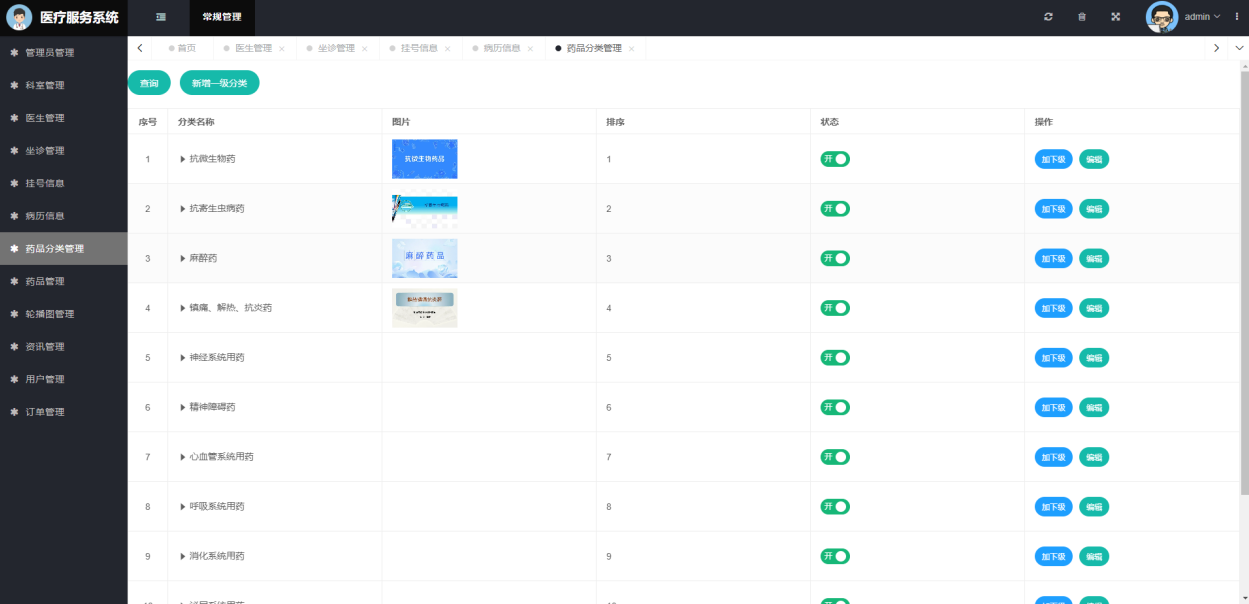 医疗服务系统
常规管理
admin
首页 医生管理 坐诊管理 挂号信息 病历信息 药品分类管理
管理员管理
科室管理
医生管理
坐诊管理
挂号信息
病历信息
药品分类管理
药品管理
轮播图管理
资讯管理
用户管理
订单管理
查询 新增一级分类
序号 分类名称 图片 排序 状态 操作
1 抗微生物药 抗微生物药品 1 开 加下级 编辑
2 抗寄生虫病药 2 开 加下级 编辑
3 麻醉药 麻醉药品 3 开 加下级 编辑
4 镇痛、解热、抗炎药 4 开 加下级 编辑
5 神经系统用药 5 开 加下级 编辑
6 精神障碍药 6 开 加下级 编辑
7 心血管系统用药 7 开 加下级 编辑
8 呼吸系统用药 8 开 加下级 编辑
9 消化系统用药 9 开 加下级 编辑